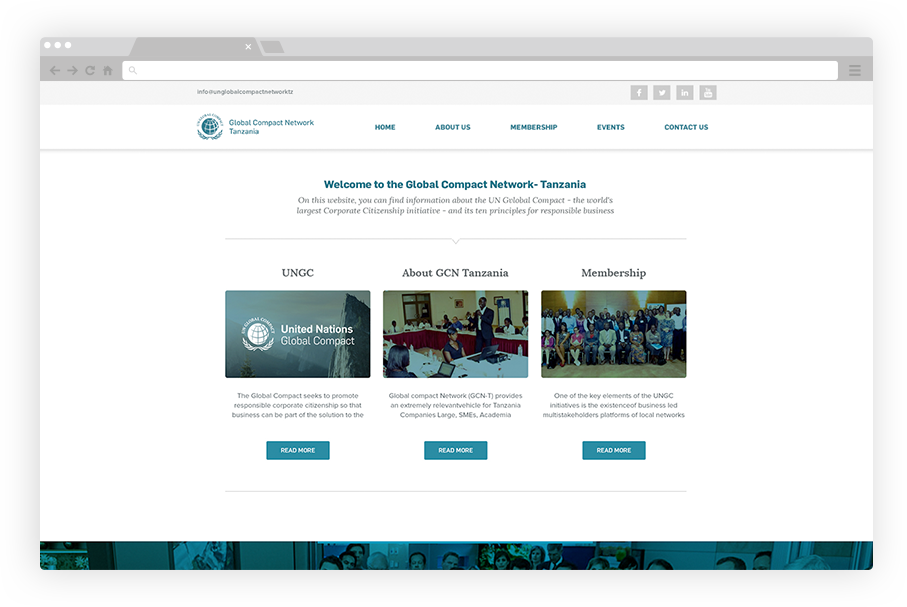 info@unglobalcompactnetworktz
Global Compact Network
Tanzania
HOME ABOUT US MEMBERSHIP EVENTS CONTACT US
Welcome to the Global Compact Network- Tanzania
On this website, you can find information about the UN Gvlobal Compact - the world's
largest Corporate Citizenship initiative - and its ten principles for responsible business
UNGC
About GCN Tanzania
Membership
United Nations
Global Compact
The Global Compact seeks to promote
responsible corporate citizenship so that
business can be part of the solution to the
Global compact Network (GCN-T) provides
an extremely relevantvehicle for Tanzania
Companies Large, SMEs, Academia
One of the key elements of the UNGC
initiatives is the existenceof business led
multistakeholders platforms of local networks
READ MORE
READ MORE
READ MORE